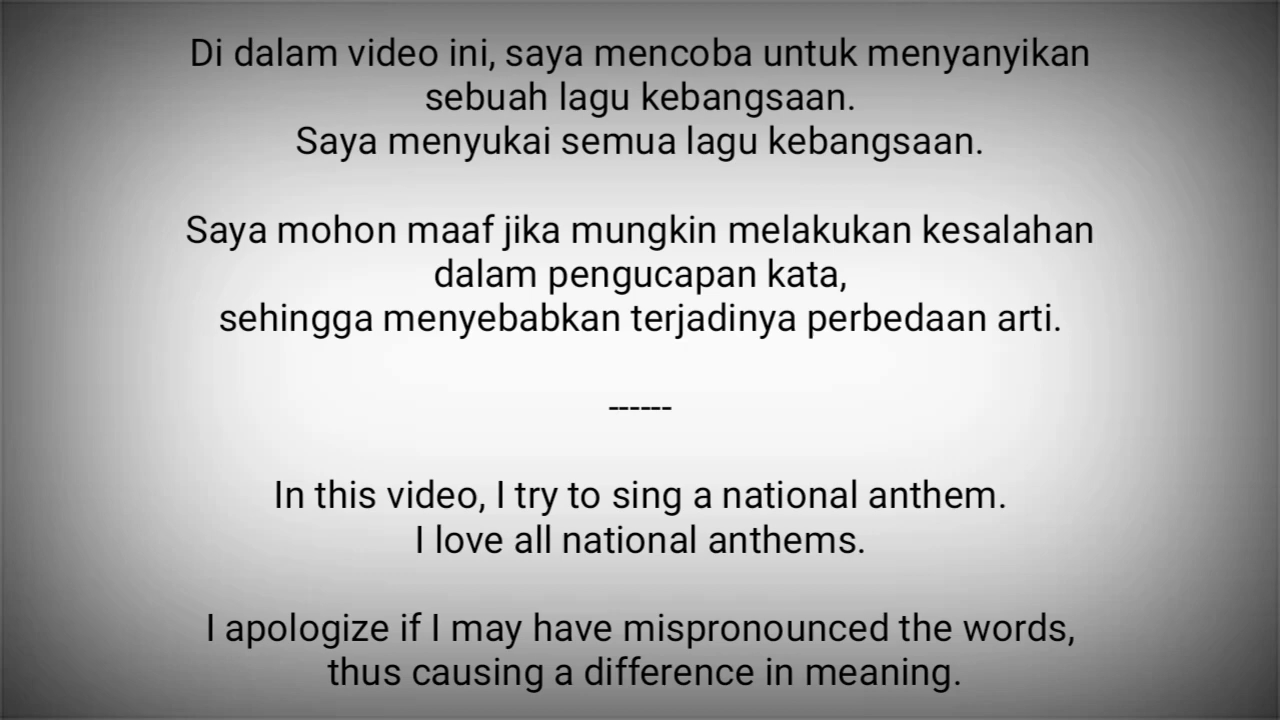 Di dalam video ini, saya mencoba untuk menyanyikan
sebuah lagu kebangsaan.
Saya menyukai semua lagu kebangsaan.
Saya mohon maaf jika mungkin melakukan kesalahan
dalam pengucapan kata,
sehingga menyebabkan terjadinya perbedaan arti.
------
In this video, I try to sing a national anthem.
I love all national anthems.
I apologize if I may have mispronounced the words,
thus causing a difference in meaning.